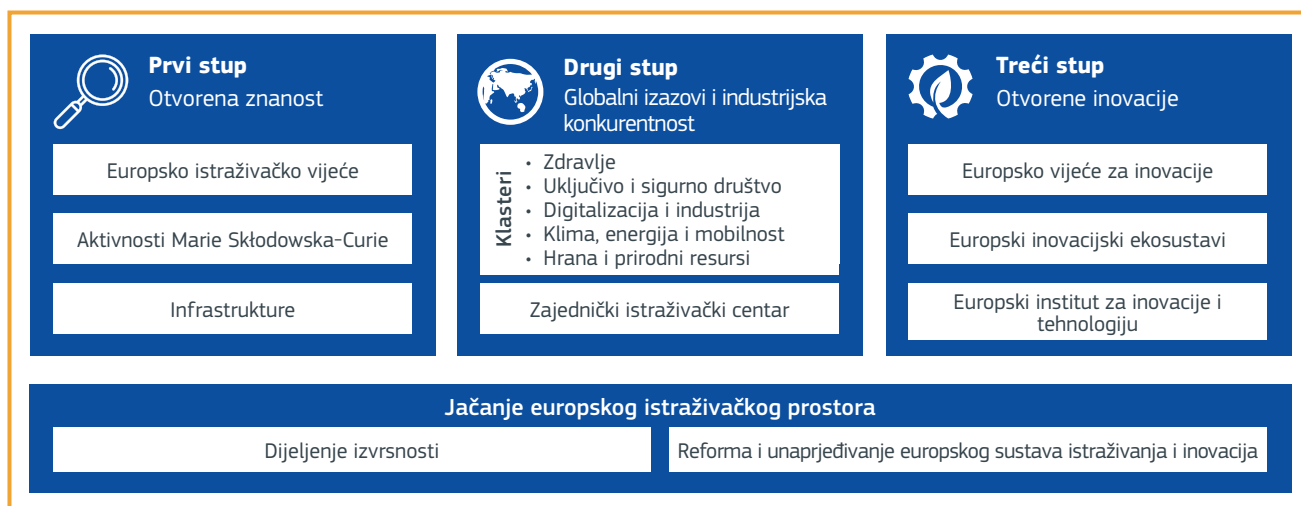 Prvi stup
Otvorena znanost
Europsko istraživačko vijeće
Aktivnosti Marie Skłodowska-Curie
Infrastrukture
Drugi stup
Globalni izazovi i industrijska
konkurentnost
Klasteri
• Zdravlje
• Uključivo i sigurno društvo
• Digitalizacija i industrija
• Klima, energija i mobilnost
• Hrana i prirodni resursi
Zajednički istraživački centar
Treći stup
Otvorene inovacije
Europsko vijeće za inovacije
Europski inovacijski ekosustavi
Europski institut za inovacije i
tehnologiju
Jačanje europskog istraživačkog prostora
Dijeljenje izvrsnosti
Reforma i unaprjeđivanje europskog sustava istraživanja i inovacija